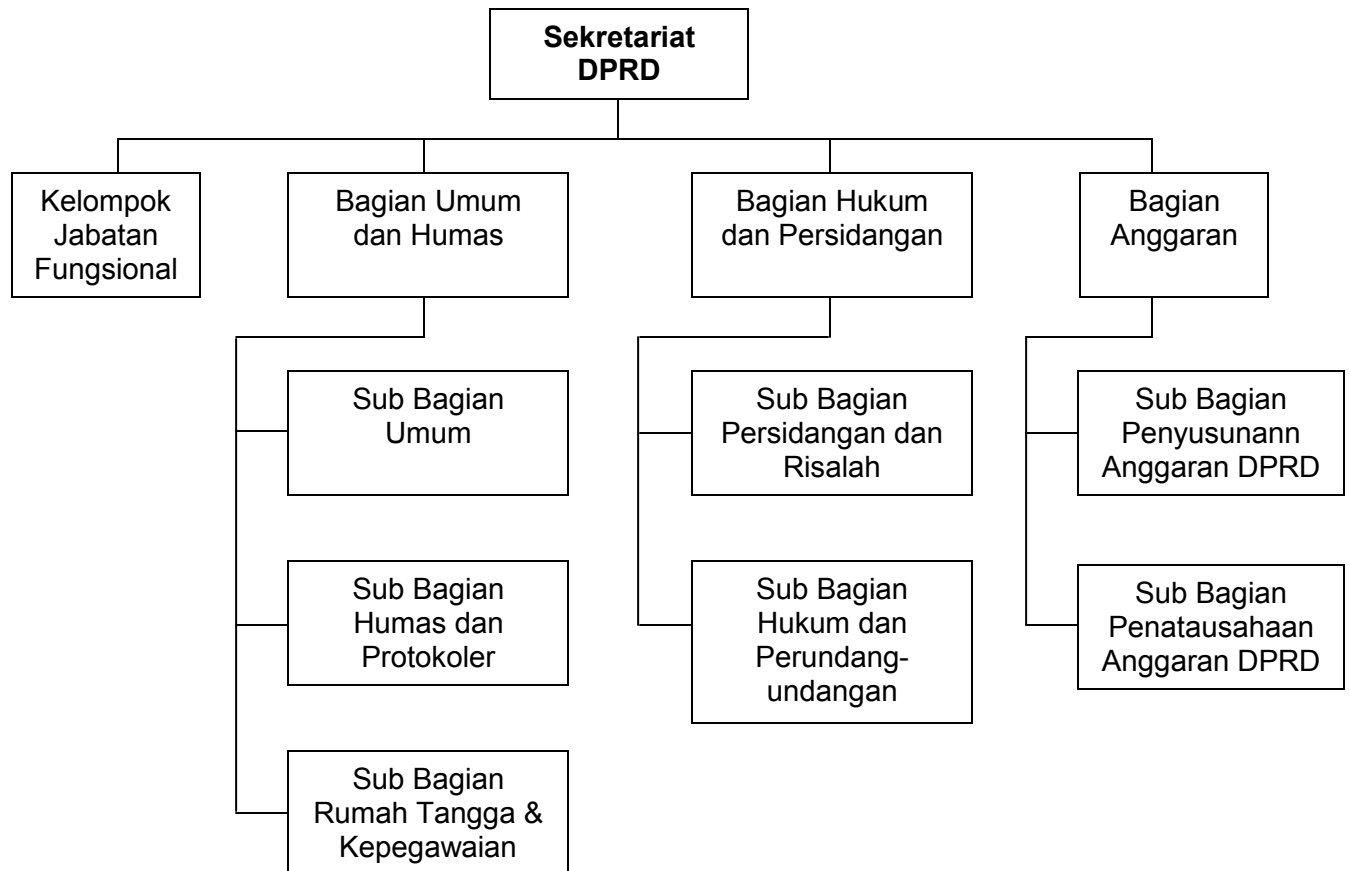 Sekretariat
DPRD
Kelompok
Jabatan
Fungsional
Bagian Umum
dan Humas
Bagian Hukum
dan Persidangan
Bagian
Anggaran
Sub Bagian
Umum
Sub Bagian
Persidangan dan
Risalah
Sub Bagian
Penyusunann
Anggaran DPRD
Sub Bagian
Humas dan
Protokoler
Sub Bagian
Hukum dan
Perundang-
undangan
Sub Bagian
Penatausahaan
Anggaran DPRD
Sub Bagian
Rumah Tangga &
Kepegawaian